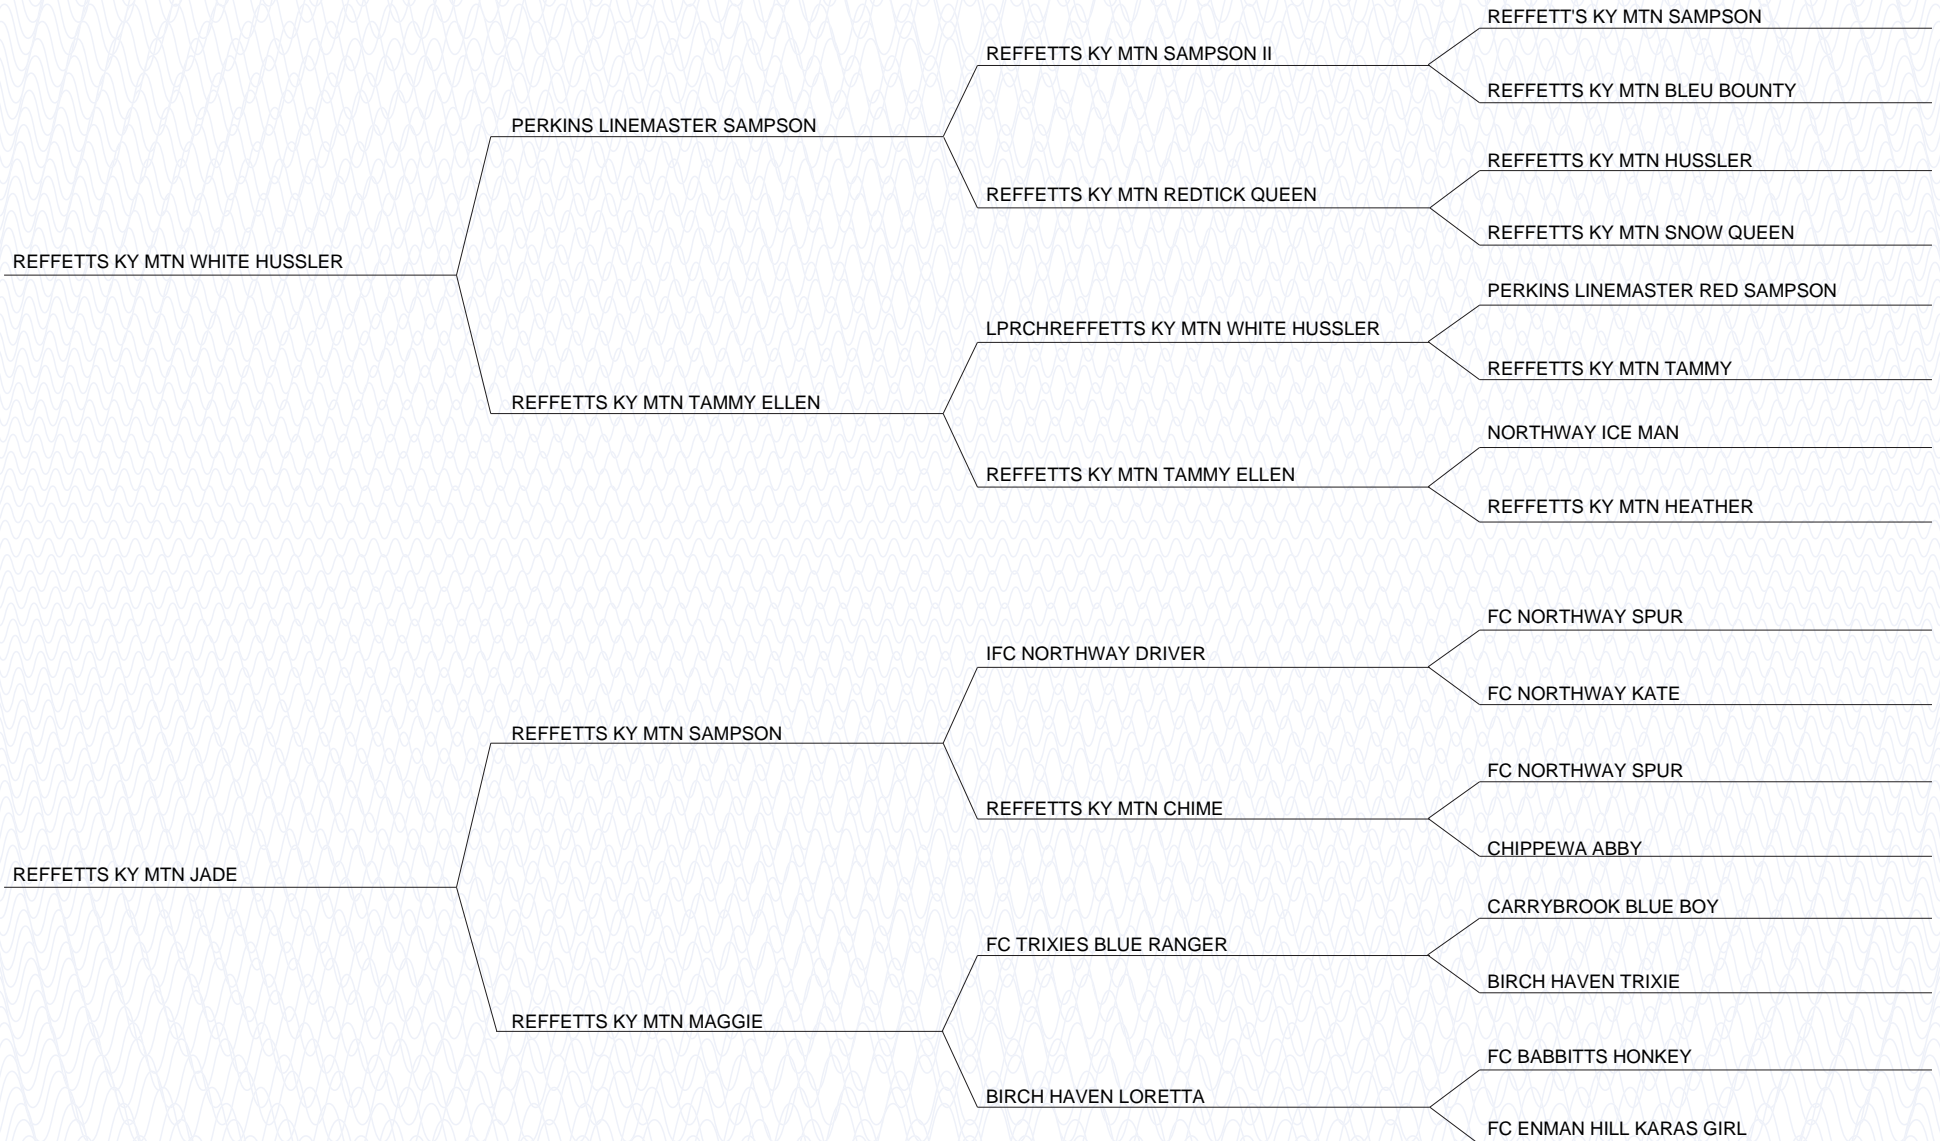 REFFETT'S KY MTN SAMPSON
REFFETTS KY MTN SAMPSON II
REFFETTS KY MTN BLEU BOUNTY
PERKINS LINEMASTER SAMPSON
REFFETTS KY MTN HUSSLER
REFFETTS KY MTN REDTICK QUEEN
REFFETTS KY MTN SNOW QUEEN
REFFETTS KY MTN WHITE HUSSLER
PERKINS LINEMASTER RED SAMPSON
LPRCHREFFETTS KY MTN WHITE HUSSLER
REFFETTS KY MTN TAMMY
REFFETTS KY MTN TAMMY ELLEN
NORTHWAY ICE MAN
REFFETTS KY MTN TAMMY ELLEN
REFFETTS KY MTN HEATHER
FC NORTHWAY SPUR
IFC NORTHWAY DRIVER
FC NORTHWAY KATE
REFFETTS KY MTN SAMPSON
FC NORTHWAY SPUR
REFFETTS KY MTN CHIME
CHIPPEWA ABBY
REFFETTS KY MTN JADE
CARRYBROOK BLUE BOY
FC TRIXIES BLUE RANGER
BIRCH HAVEN TRIXIE
REFFETTS KY MTN MAGGIE
FC BABBITTS HONKEY
BIRCH HAVEN LORETTA
FC ENMAN HILL KARAS GIRL